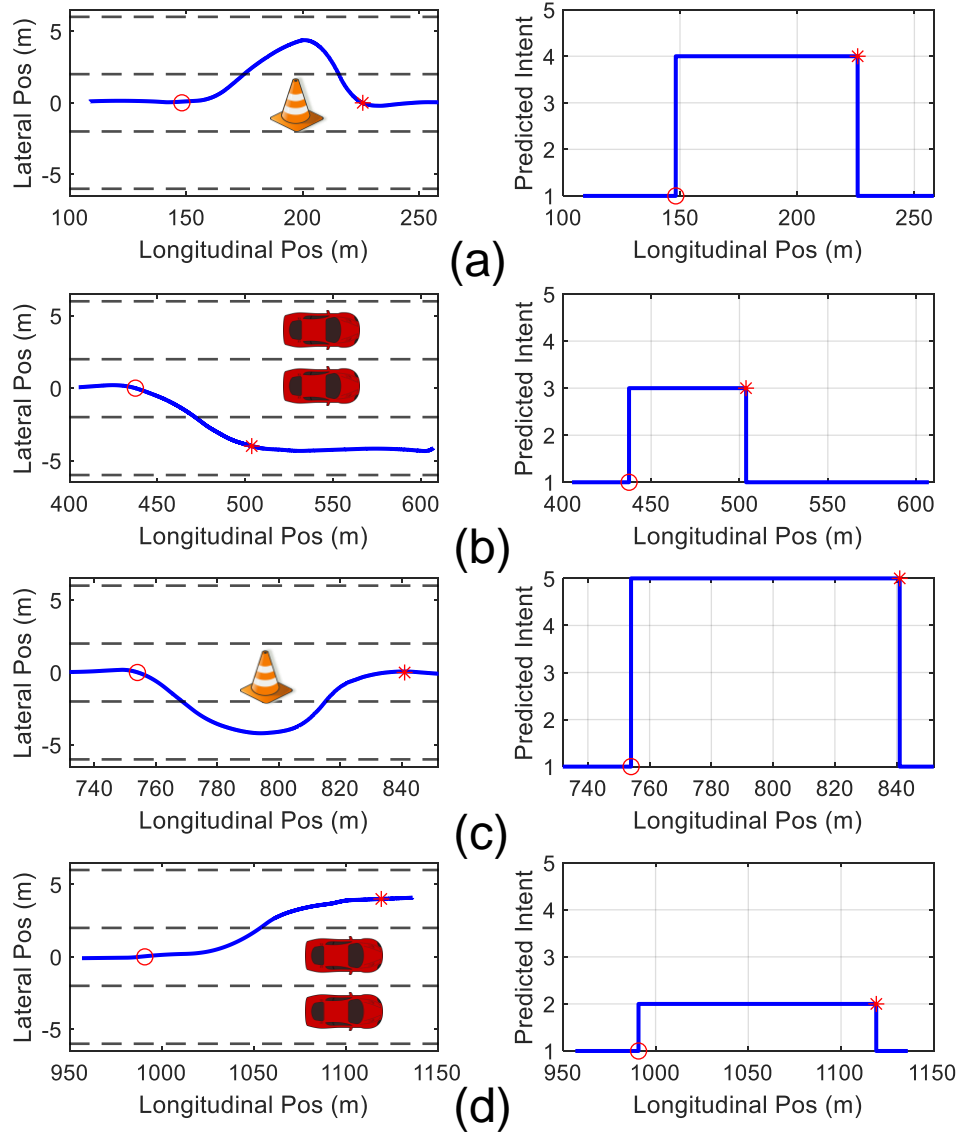 Lateral Pos (m)
5
0
-5
100 150 200 250
Longitudinal Pos (m)
Predicted Intent
5
4
3
2
1
100 150 200 250
Longitudinal Pos (m)
(a)
Lateral Pos (m)
5
0
-5
400 450 500 550 600
Longitudinal Pos (m)
Predicted Intent
5
4
3
2
1
400 450 500 550 600
Longitudinal Pos (m)
(b)
Lateral Pos (m)
5
0
-5
740 760 780 800 820 840
Longitudinal Pos (m)
Predicted Intent
5
4
3
2
1
740 760 780 800 820 840
Longitudinal Pos (m)
(c)
Lateral Pos (m)
5
0
-5
950 1000 1050 1100 1150
Longitudinal Pos (m)
Predicted Intent
5
4
3
2
1
950 1000 1050 1100 1150
Longitudinal Pos (m)
(d)